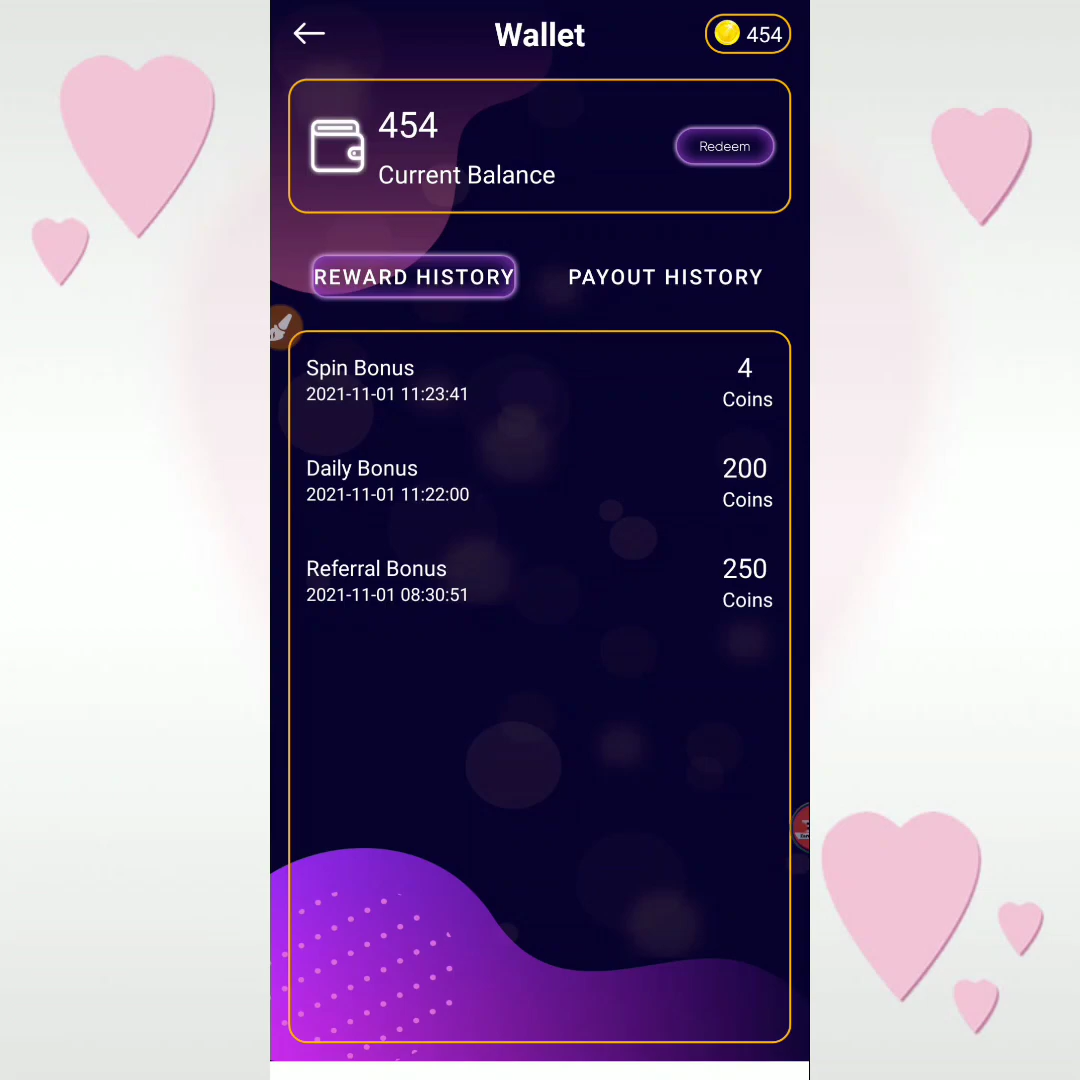 Wallet
454
454
Current Balance
Redeem
REWARD HISTORY
PAYOUT HISTORY
Spin Bonus
2021-11-01 11:23:41
4
Coins
Daily Bonus
2021-11-01 11:22:00
200
Coins
Referral Bonus
2021-11-01 08:30:51
250
Coins